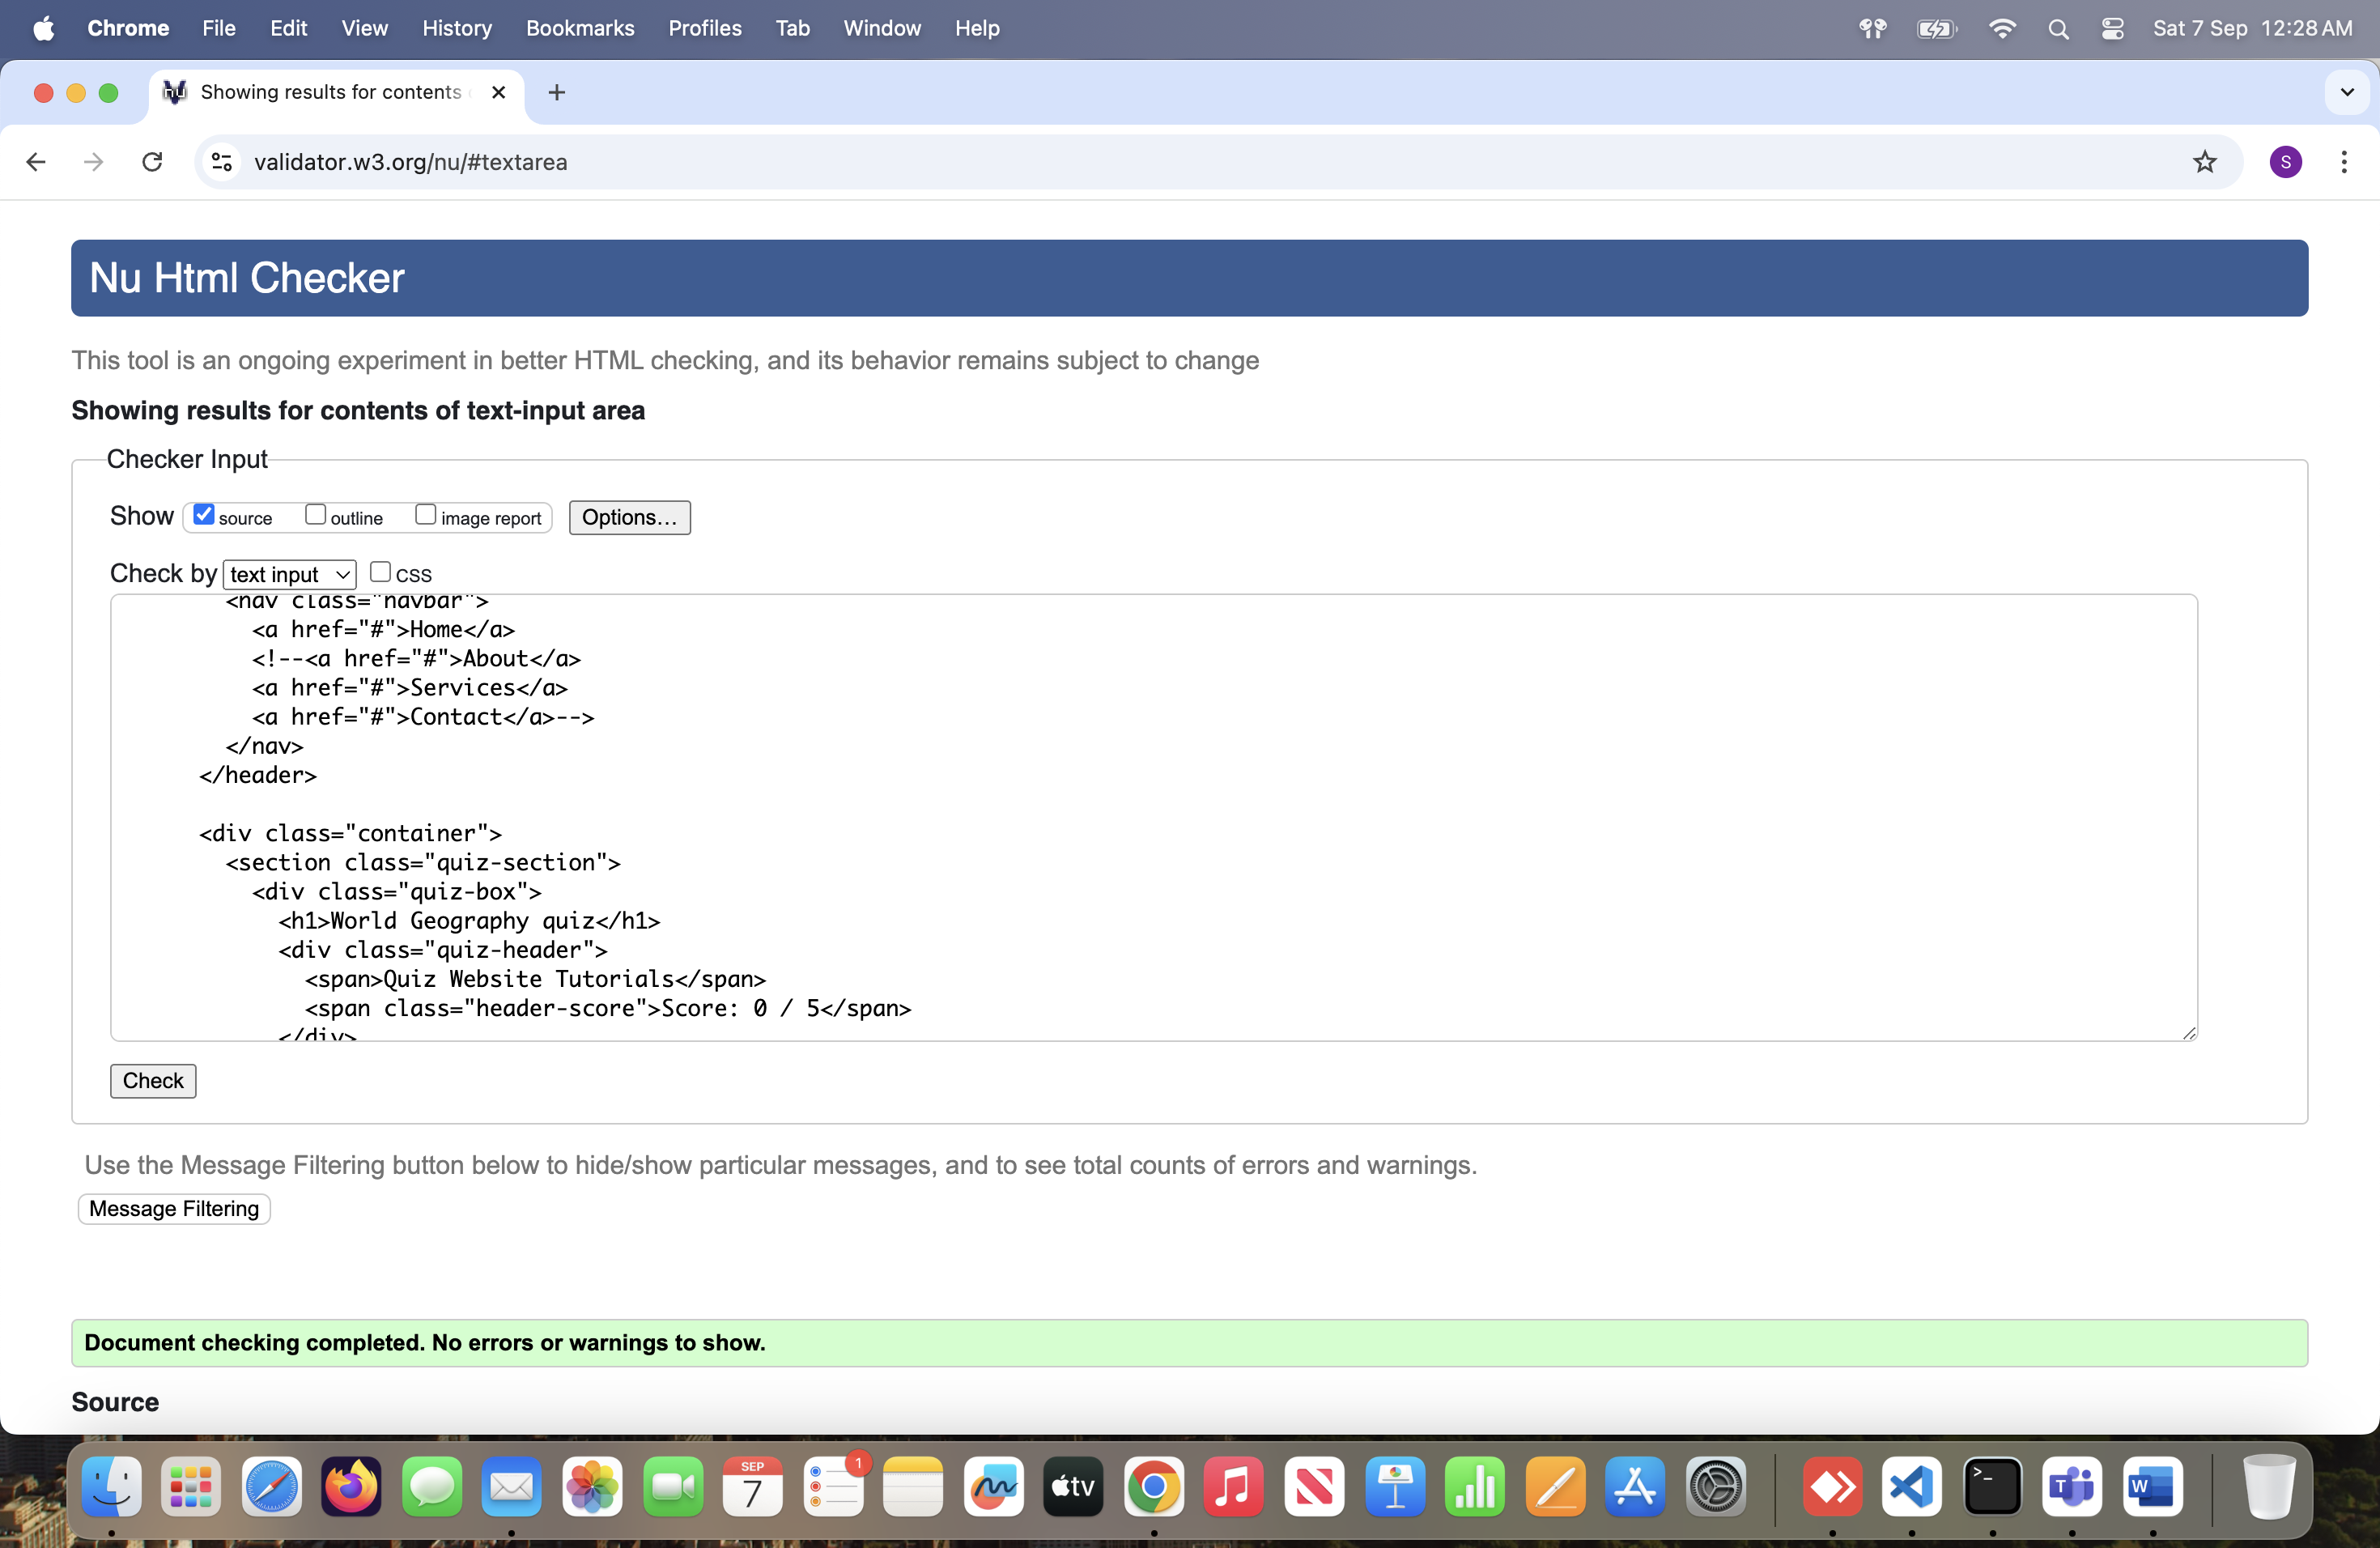 Chrome File Edit View History Bookmarks Profiles Tab Window Help Sat 7 Sep 12:28 AM
nu Showing results for contents
validator.w3.org/nu/#textarea S
Nu Html Checker
This tool is an ongoing experiment in better HTML checking, and its behavior remains subject to change
Showing results for contents of text-input area
Checker Input
Show source outline image report Options...
Check by text input CSS
<nav class="navbar">
<a href="#">Home</a>
<!--<a href="#">About</a>
<a href="#">Services</a>
<a href="#">Contact</a>-->
</nav>
</header>
<div class="container">
<section class="quiz-section">
<div class="quiz-box">
<h1>World Geography quiz</h1>
<div class="quiz-header">
<span>Quiz Website Tutorials</span>
<span class="header-score">Score: 0 / 5</span>
</div>
Check
Use the Message Filtering button below to hide/show particular messages, and to see total counts of errors and warnings.
Message Filtering
Document checking completed. No errors or warnings to show.
Source
SEP
7
1
tv
>_
T
W